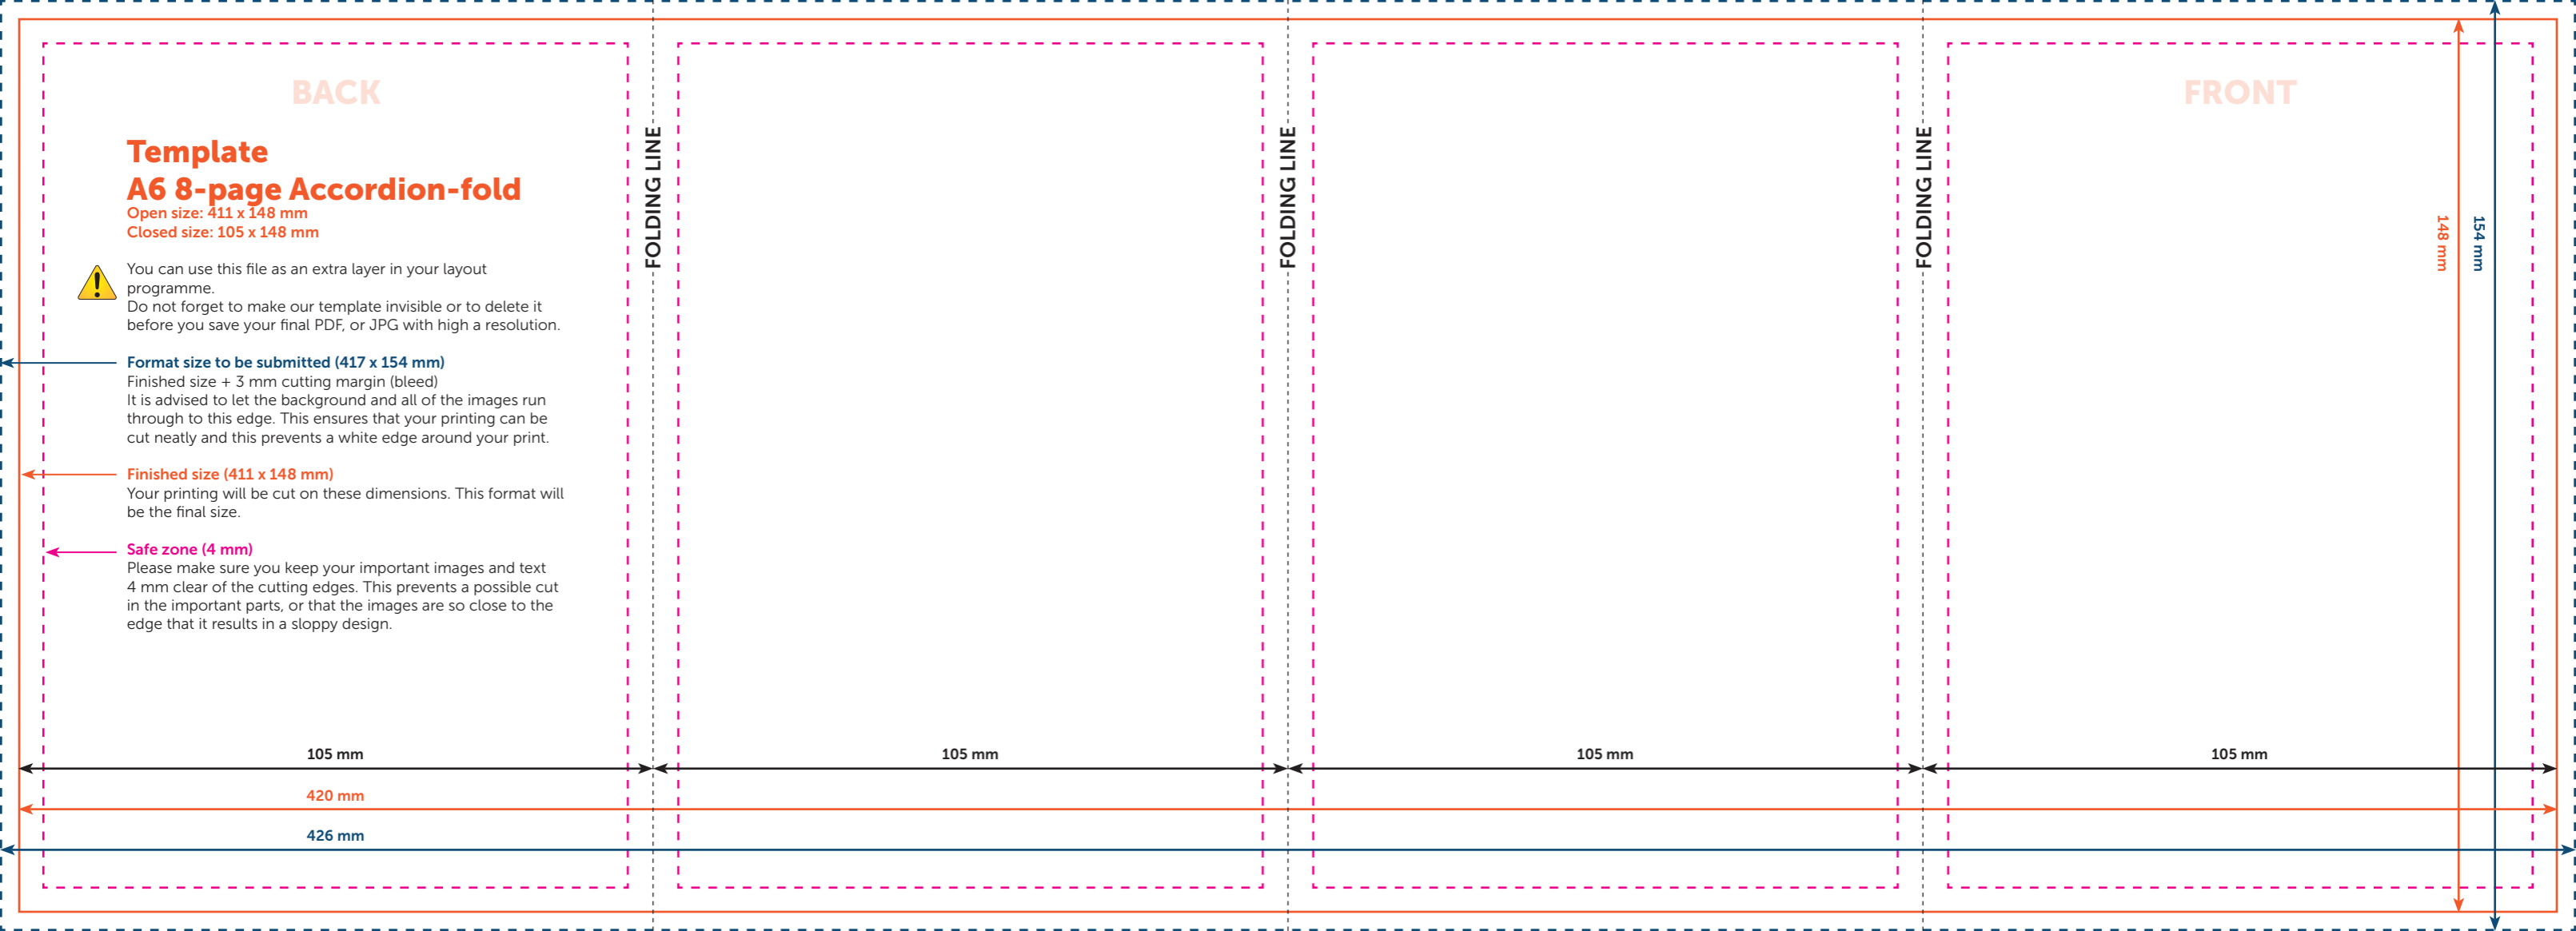 BACK
FRONT
Template
A6 8-page Accordion-fold
Open size: 411 x 148 mm
Closed size: 105 x 148 mm
You can use this file as an extra layer in your layout
programme.
Do not forget to make our template invisible or to delete it
before you save your final PDF, or JPG with high a resolution.
Format size to be submitted (417 x 154 mm)
Finished size + 3 mm cutting margin (bleed)
It is advised to let the background and all of the images run
through to this edge. This ensures that your printing can be
cut neatly and this prevents a white edge around your print.
Finished size (411 x 148 mm)
Your printing will be cut on these dimensions. This format will
be the final size.
Safe zone (4 mm)
Please make sure you keep your important images and text
4 mm clear of the cutting edges. This prevents a possible cut
in the important parts, or that the images are so close to the
edge that it results in a sloppy design.
FOLDING LINE
FOLDING LINE
FOLDING LINE
148 mm
154 mm
105 mm
105 mm
105 mm
105 mm
420 mm
426 mm